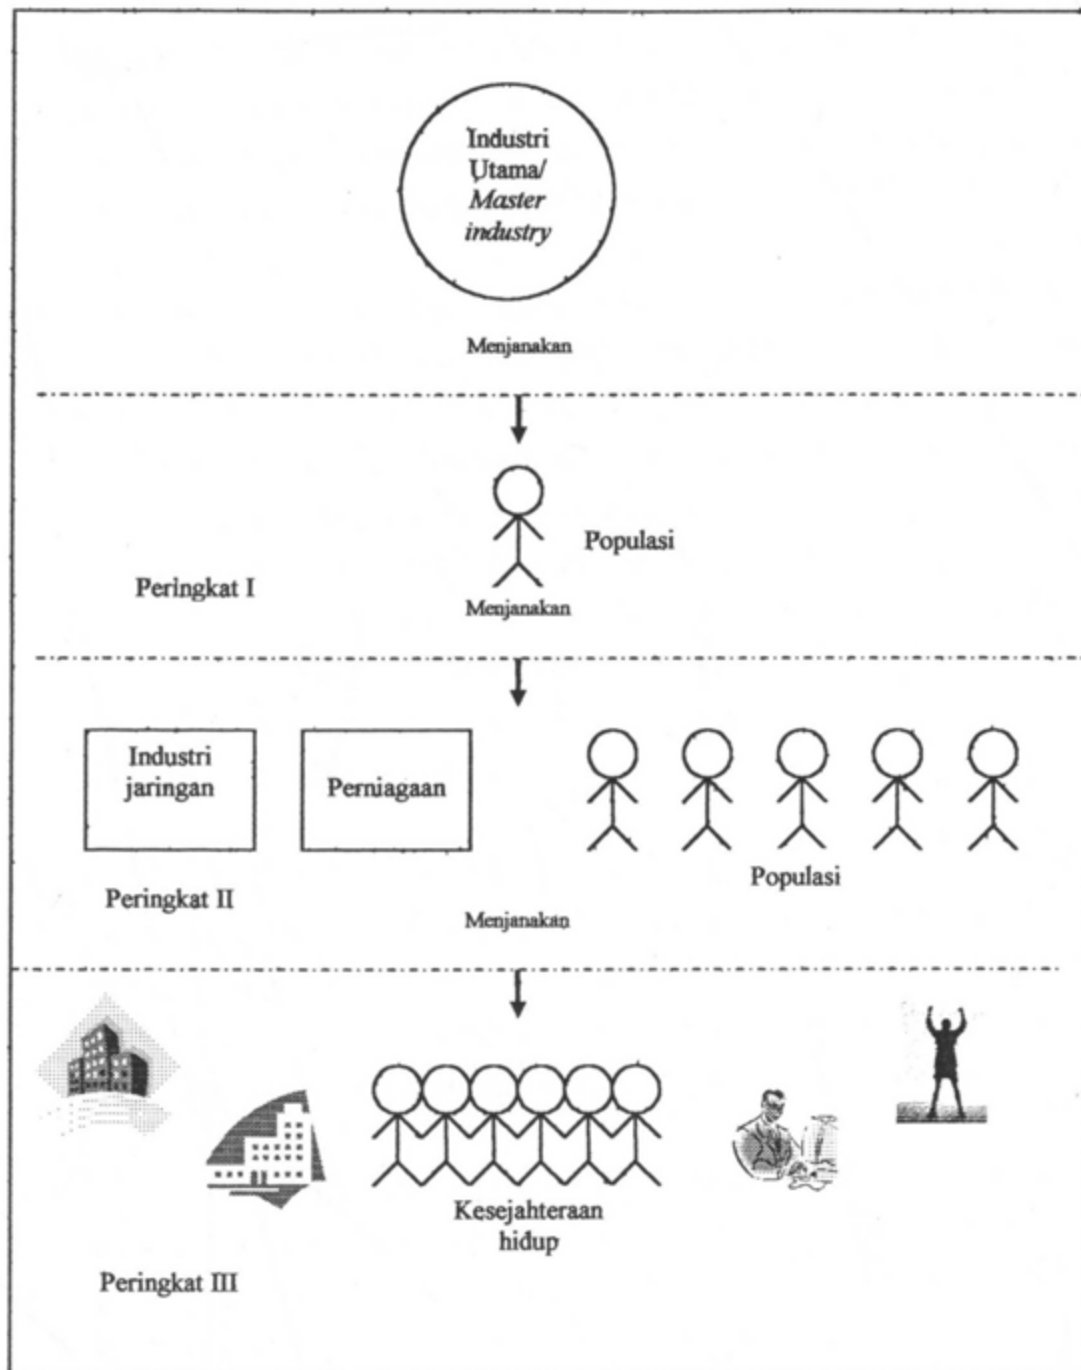 Industri
Utama/
Master
industry
Menjanakan
Populasi
Peringkat I
Menjanakan
Industri
jaringan
Perniagaan
Populasi
Peringkat II
Menjanakan
Kesejahteraan
hidup
Peringkat III